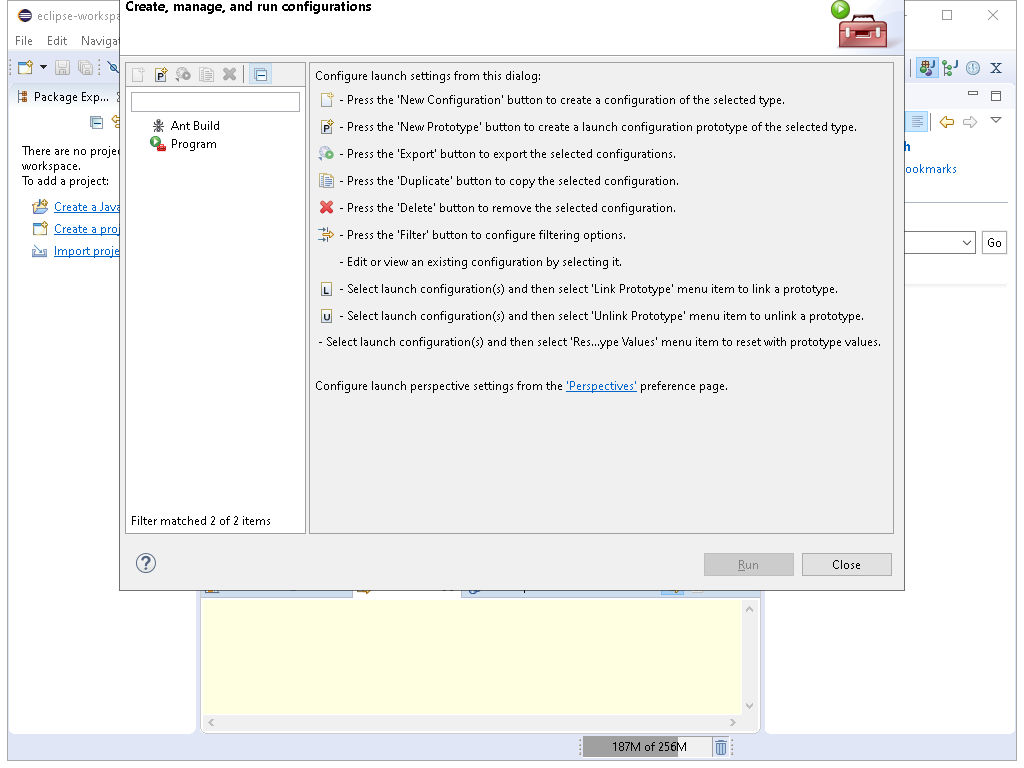 Create, manage, and run configurations
eclipse-workspa
File Edit Naviga
Package Exp...
There are no proje
workspace.
To add a project:
Create a Java
Create a proj
Import proje
Ant Build
Program
Filter matched 2 of 2 items
Configure launch settings from this dialog:
- Press the 'New Configuration' button to create a configuration of the selected type.
P - Press the 'New Prototype' button to create a launch configuration prototype of the selected type.
- Press the 'Export' button to export the selected configurations.
- Press the 'Duplicate' button to copy the selected configuration.
- Press the 'Delete' button to remove the selected configuration.
- Press the 'Filter' button to configure filtering options.
- Edit or view an existing configuration by selecting it.
L - Select launch configuration(s) and then select 'Link Prototype' menu item to link a prototype.
U - Select launch configuration(s) and then select 'Unlink Prototype' menu item to unlink a prototype.
- Select launch configuration(s) and then select 'Res...ype Values' menu item to reset with prototype values.
Configure launch perspective settings from the 'Perspectives' preference page.
Run Close
h
ookmarks
Go
187M of 256M